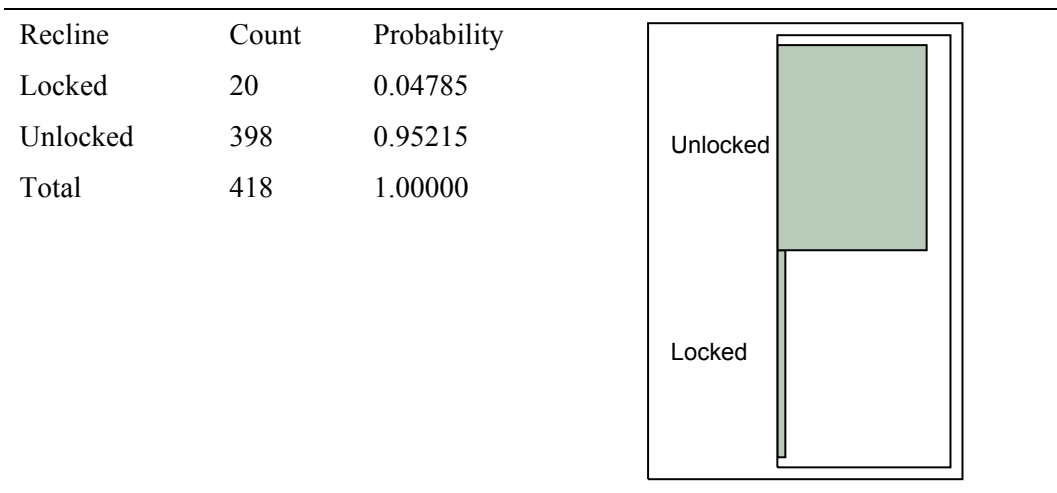 Recline Count Probability
Locked 20 0.04785
Unlocked 398 0.95215
Total 418 1.00000
Unlocked
Locked